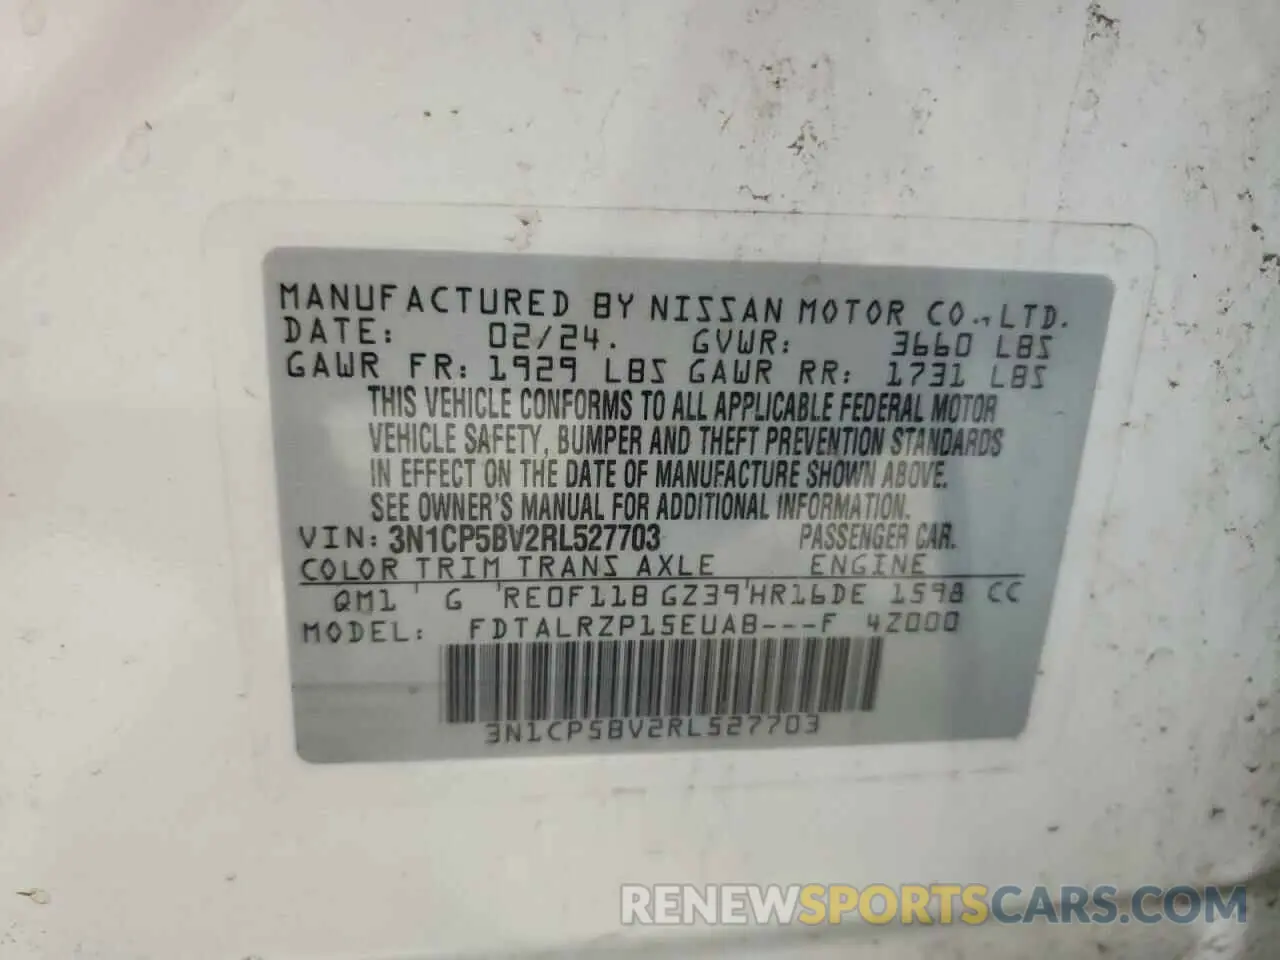 MANUFACTURED BY NISSAN MOTOR CO., LTD.
DATE: 02/24. GVWR: 3660 LBS
GAWR FR: 1929 LBS GAWR RR: 1731 LBS
THIS VEHICLE CONFORMS TO ALL APPLICABLE FEDERAL MOTOR
VEHICLE SAFETY, BUMPER AND THEFT PREVENTION STANDARDS
IN EFFECT ON THE DATE OF MANUFACTURE SHOWN ABOVE.
SEE OWNER'S MANUAL FOR ADDITIONAL INFORMATION.
VIN: 3N1CP5BV2RL527703 PASSENGER CAR.
COLOR TRIM TRANS AXLE ENGINE
QM1 G RE0F11B GZ39 HR16DE 1598 CC
MODEL: FDTALRZP15EUAB---F 4Z000
3N1CP5BV2RL527703
RENEWSPORTSCARS.COM